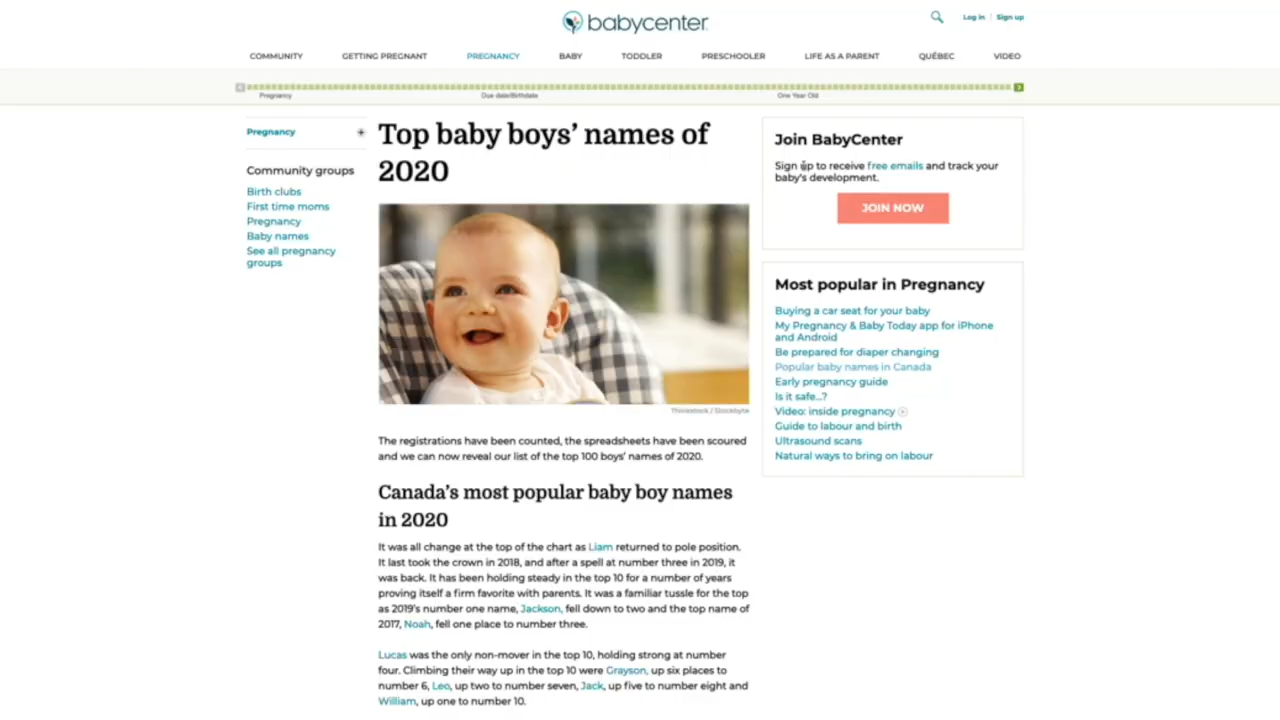 babycenter
Log in | Sign up
COMMUNITY GETTING PREGNANT PREGNANCY BABY TODDLER PRESCHOOLER LIFE AS A PARENT QUÉBEC VIDEO
Pregnancy Due date/Birthdate One Year Old
Pregnancy +
Community groups
Birth clubs
First time moms
Pregnancy
Baby names
See all pregnancy
groups
Top baby boys’ names of
2020
Thinkstock / Stockbyte
The registrations have been counted, the spreadsheets have been scoured
and we can now reveal our list of the top 100 boys’ names of 2020.
Canada’s most popular baby boy names
in 2020
It was all change at the top of the chart as Liam returned to pole position.
It last took the crown in 2018, and after a spell at number three in 2019, it
was back. It has been holding steady in the top 10 for a number of years
proving itself a firm favorite with parents. It was a familiar tussle for the top
as 2019’s number one name, Jackson, fell down to two and the top name of
2017, Noah, fell one place to number three.
Lucas was the only non-mover in the top 10, holding strong at number
four. Climbing their way up in the top 10 were Grayson, up six places to
number 6, Leo, up two to number seven, Jack, up five to number eight and
William, up one to number 10.
Join BabyCenter
Sign up to receive free emails and track your
baby’s development.
JOIN NOW
Most popular in Pregnancy
Buying a car seat for your baby
My Pregnancy & Baby Today app for iPhone
and Android
Be prepared for diaper changing
Popular baby names in Canada
Early pregnancy guide
Is it safe...?
Video: inside pregnancy
Guide to labour and birth
Ultrasound scans
Natural ways to bring on labour